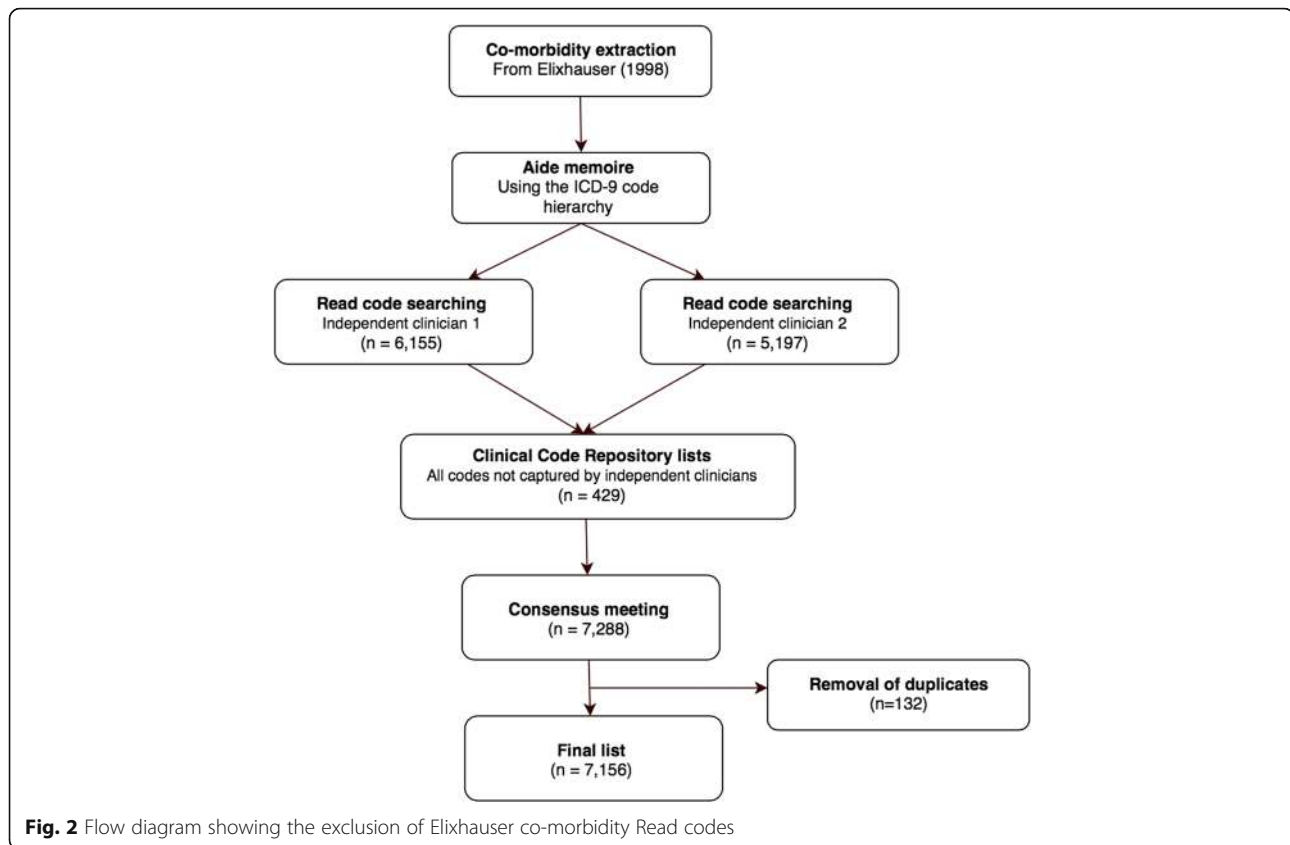 Co-morbidity extraction
From Elixhauser (1998)
Aide memoire
Using the ICD-9 code
hierarchy
Read code searching
Independent clinician 1
(n = 6,155)
Read code searching
Independent clinician 2
(n = 5,197)
Clinical Code Repository lists
All codes not captured by independent clinicians
(n = 429)
Consensus meeting
(n = 7,288)
Removal of duplicates
(n=132)
Final list
(n = 7,156)
Fig. 2 Flow diagram showing the exclusion of Elixhauser co-morbidity Read codes